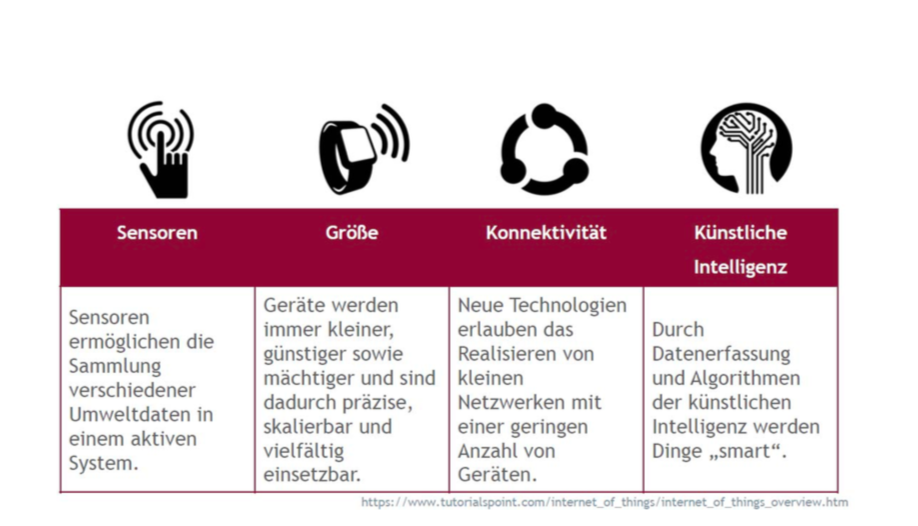 Sensoren
Größe
Konnektivität
Künstliche
Intelligenz
Sensoren
ermöglichen die
Sammlung
verschiedener
Umweltdaten in
einem aktiven
System.
Geräte werden
immer kleiner,
günstiger sowie
mächtiger und sind
dadurch präzise,
skalierbar und
vielfältig
einsetzbar.
Neue Technologien
erlauben das
Realisieren von
kleinen
Netzwerken mit
einer geringen
Anzahl von
Geräten.
Durch
Datenerfassung
und Algorithmen
der künstlichen
Intelligenz werden
Dinge „smart“.
https://www.tutorialspoint.com/internet_of_things/internet_of_things_overview.htm